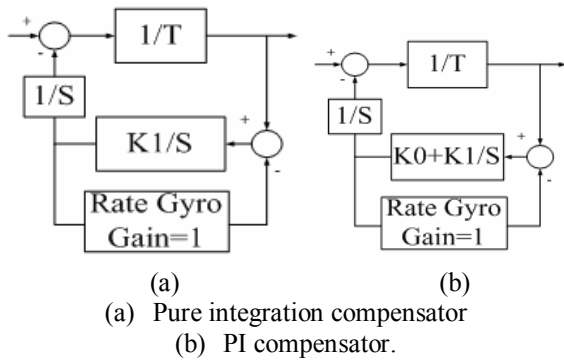 +
-
1/T
1/S
+
K1/S
-
Rate Gyro
Gain=1
(a)
+
-
1/T
1/S
+
K0+K1/S
-
Rate Gyro
Gain=1
(b)
(a) Pure integration compensator
(b) PI compensator.